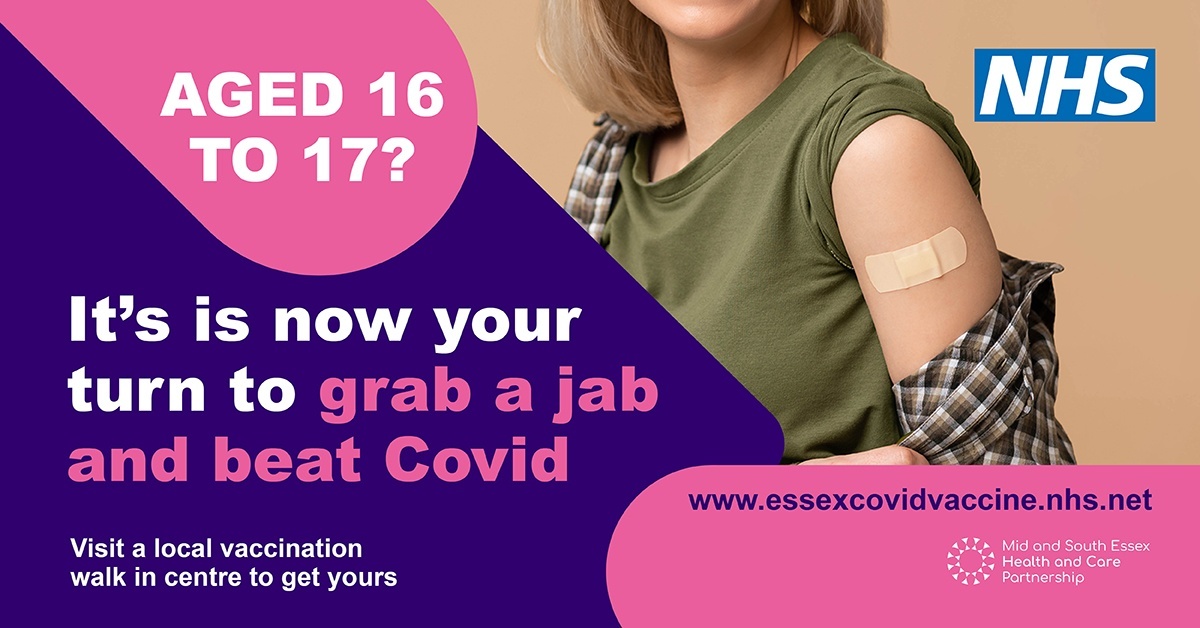 AGED 16
TO 17?
NHS
It's is now your
turn to grab a jab
and beat Covid
www.essexcovidvaccine.nhs.net
Visit a local vaccination
walk in centre to get yours
Mid and South Essex
Health and Care
Partnership